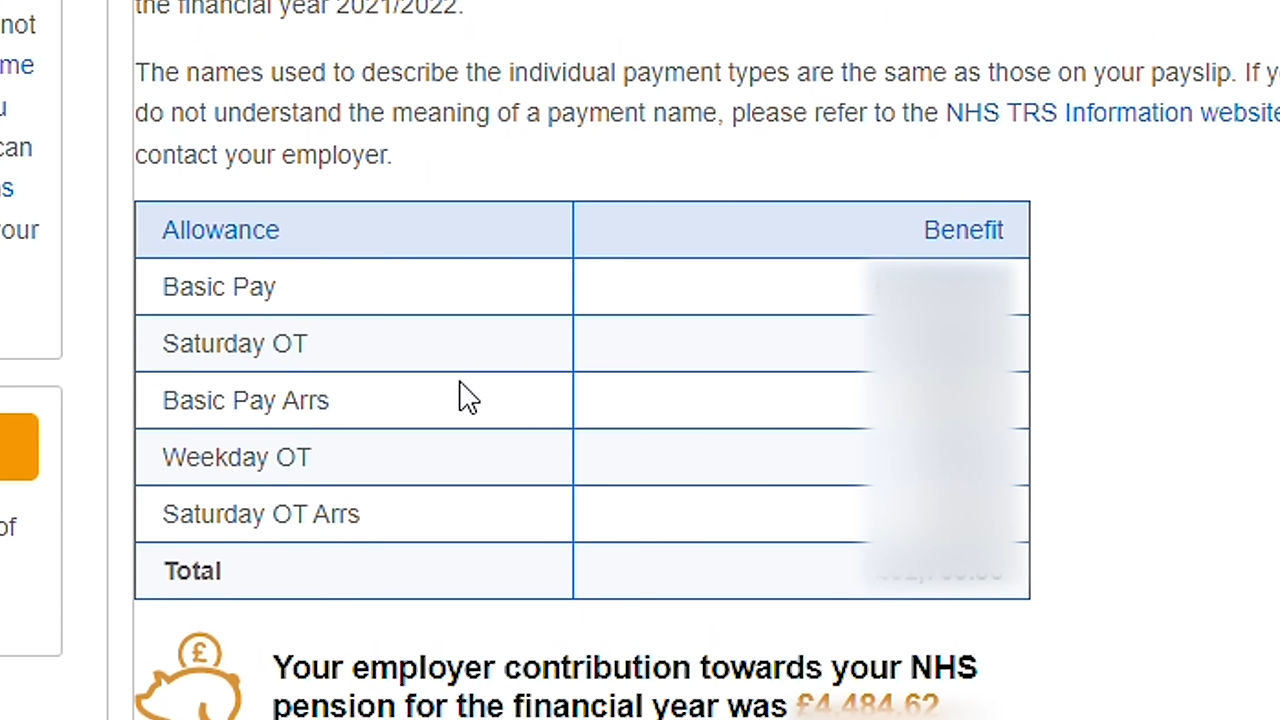 not
me
u
can
ns
your
of
the financial year 2021/2022.
The names used to describe the individual payment types are the same as those on your payslip. If y
do not understand the meaning of a payment name, please refer to the NHS TRS Information website
contact your employer.
Allowance Benefit
Basic Pay
Saturday OT
Basic Pay Arrs
Weekday OT
Saturday OT Arrs
Total
£
Your employer contribution towards your NHS
pension for the financial year was £4,484.62